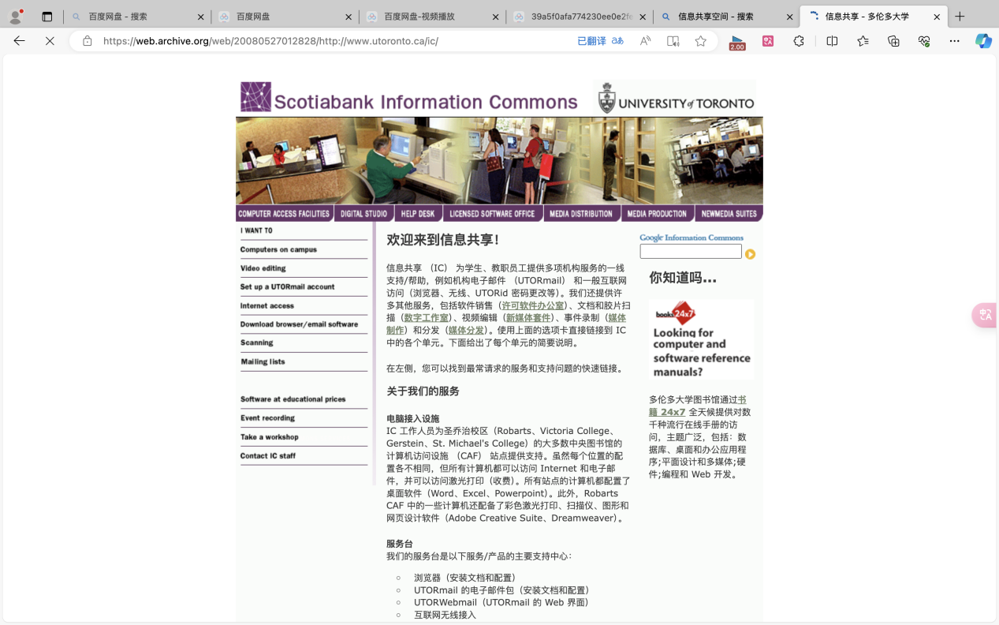 百度网盘 - 搜索
百度网盘
百度网盘-视频播放
39a5f0afa774230ee0e2fe
信息共享空间 - 搜索
信息共享 - 多伦多大学
https://web.archive.org/web/20080527012828/http://www.utoronto.ca/ic/
已翻译
2.00
Scotiabank Information Commons
UNIVERSITY of TORONTO
COMPUTER ACCESS FACILITIES
DIGITAL STUDIO
HELP DESK
LICENSED SOFTWARE OFFICE
MEDIA DISTRIBUTION
MEDIA PRODUCTION
NEWMEDIA SUITES
I WANT TO
Computers on campus
Video editing
Set up a UTORmail account
Internet access
Download browser/email software
Scanning
Mailing lists
Software at educational prices
Event recording
Take a workshop
Contact IC staff
欢迎来到信息共享！
信息共享 （IC） 为学生、教职员工提供多项机构服务的一线
支持/帮助，例如机构电子邮件 （UTORmail） 和一般互联网
访问（浏览器、无线、UTORid 密码更改等）。我们还提供许
多其他服务，包括软件销售（许可软件办公室）、文档和胶片扫
描（数字工作室）、视频编辑（新媒体套件）、事件录制（媒体
制作）和分发（媒体分发）。使用上面的选项卡直接链接到 IC
中的各个单元。下面给出了每个单元的简要说明。
在左侧，您可以找到最常请求的服务和支持问题的快速链接。
关于我们的服务
电脑接入设施
IC 工作人员为圣乔治校区（Robarts、Victoria College、
Gerstein、St. Michael's College）的大多数中央图书馆的
计算机访问设施 （CAF） 站点提供支持。虽然每个位置的配
置各不相同，但所有计算机都可以访问 Internet 和电子邮
件，并可以访问激光打印（收费）。所有站点的计算机都配置了
桌面软件（Word、Excel、Powerpoint）。此外，Robarts
CAF 中的一些计算机还配备了彩色激光打印、扫描仪、图形和
网页设计软件（Adobe Creative Suite、Dreamweaver）。
服务台
我们的服务台是以下服务/产品的主要支持中心：
浏览器（安装文档和配置）
UTORmail 的电子邮件包（安装文档和配置）
UTORWebmail（UTORmail 的 Web 界面）
互联网无线接入
Google Information Commons
你知道吗...
books24x7
Looking for
computer and
software reference
manuals?
多伦多大学图书馆通过书
籍 24x7 全天候提供对数
千种流行在线手册的访
问，主题广泛，包括：数
据库、桌面和办公应用程
序;平面设计和多媒体;硬
件;编程和 Web 开发。